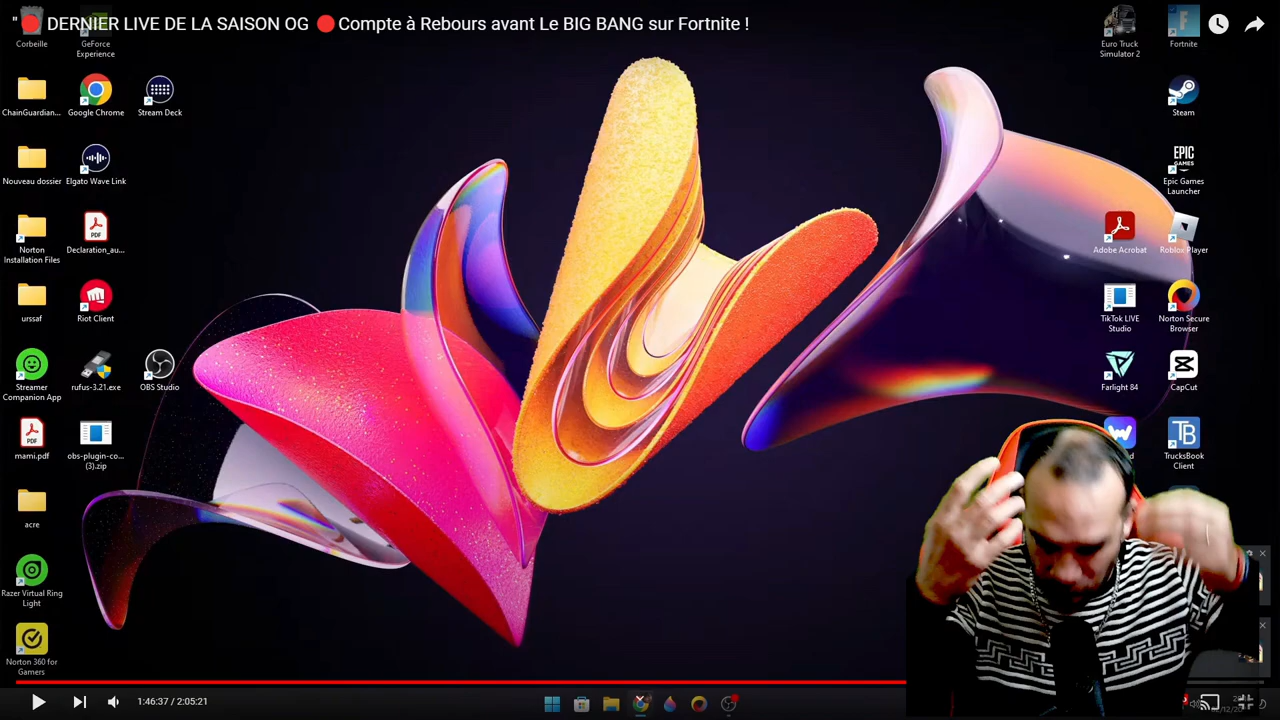 "🔴 DERNIER LIVE DE LA SAISON OG 🔴Compte à Rebours avant Le BIG BANG sur Fortnite !
Corbeille
GeForce
Experience
Euro Truck
Simulator 2
Fortnite
ChainGuardian...
Google Chrome
Stream Deck
Steam
Nouveau dossier
Elgato Wave Link
EPIC
GAMES
Epic Games
Launcher
Norton
Installation Files
PDF
Declaration_au...
Adobe Acrobat
Roblox Player
urssaf
Riot Client
TikTok LIVE
Studio
Norton Secure
Browser
Streamer
Companion App
rufus-3.21.exe
OBS Studio
Farlight 84
CapCut
PDF
mami.pdf
obs-plugin-co...
(3).zip
TB
TrucksBook
Client
acre
Razer Virtual Ring
Light
Norton 360 for
Gamers
1:46:37 / 2:05:21